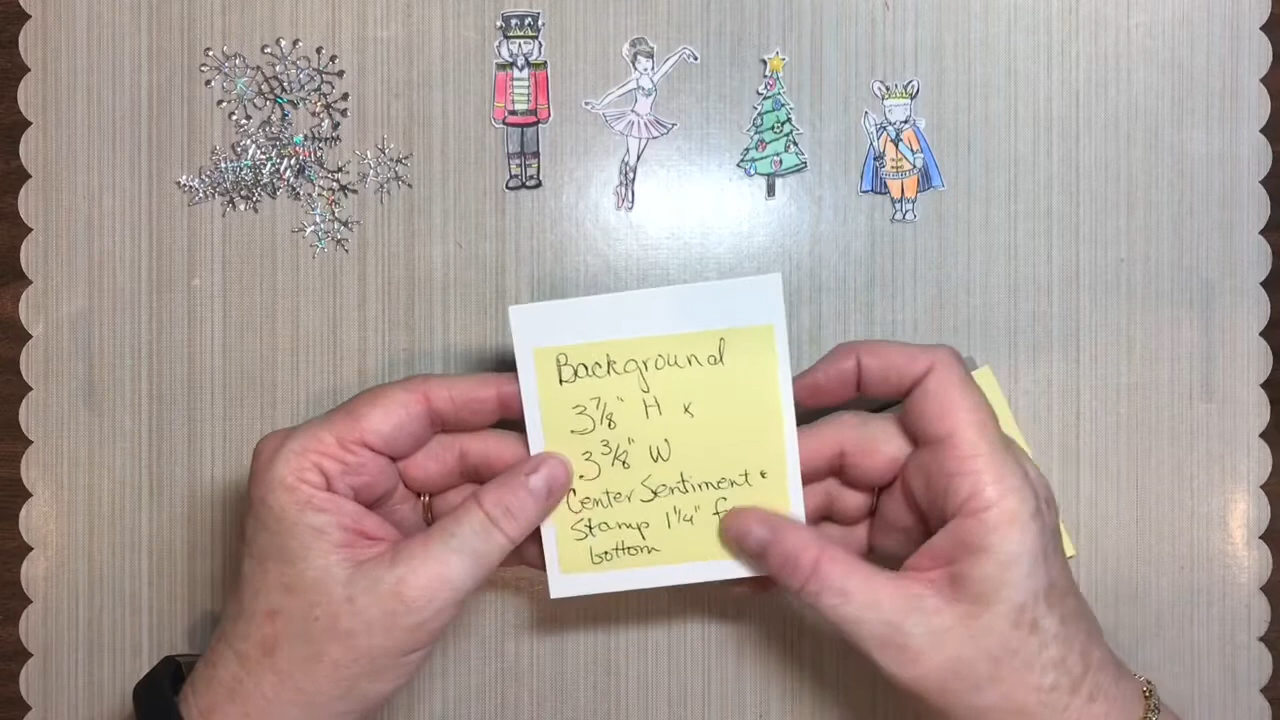 Background
3 7/8" H x
3 3/8" W
Center Sentiment &
Stamp 1 1/4"
bottom